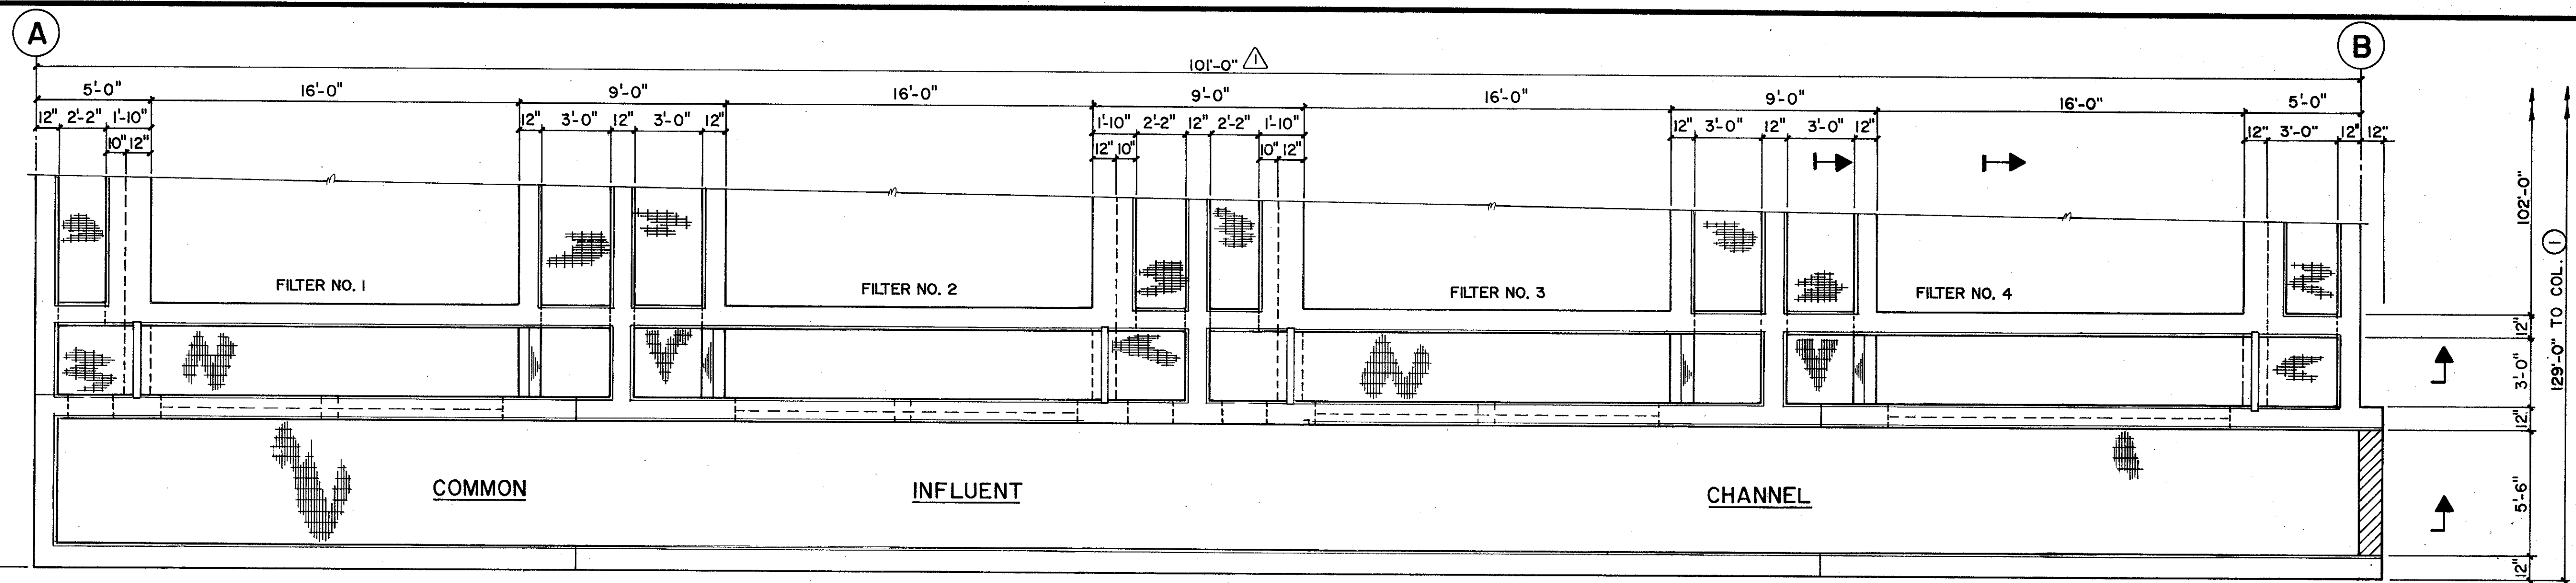 A
B
101'-0" 1
5'-0" 16'-0" 9'-0" 16'-0" 9'-0" 16'-0" 9'-0" 16'-0" 5'-0"
12" 2'-2" 1'-10" 12" 3'-0" 12" 3'-0" 12" 1'-10" 2'-2" 12" 2'-2" 1'-10" 12" 3'-0" 12" 3'-0" 12" 12" 3'-0" 12" 12"
10" 12" 12" 10" 10" 12"
102'-0"
129'-0" TO COL. 1
FILTER NO. 1
FILTER NO. 2
FILTER NO. 3
FILTER NO. 4
12"
3'-0"
12"
COMMON INFLUENT CHANNEL
5'-6"
12"